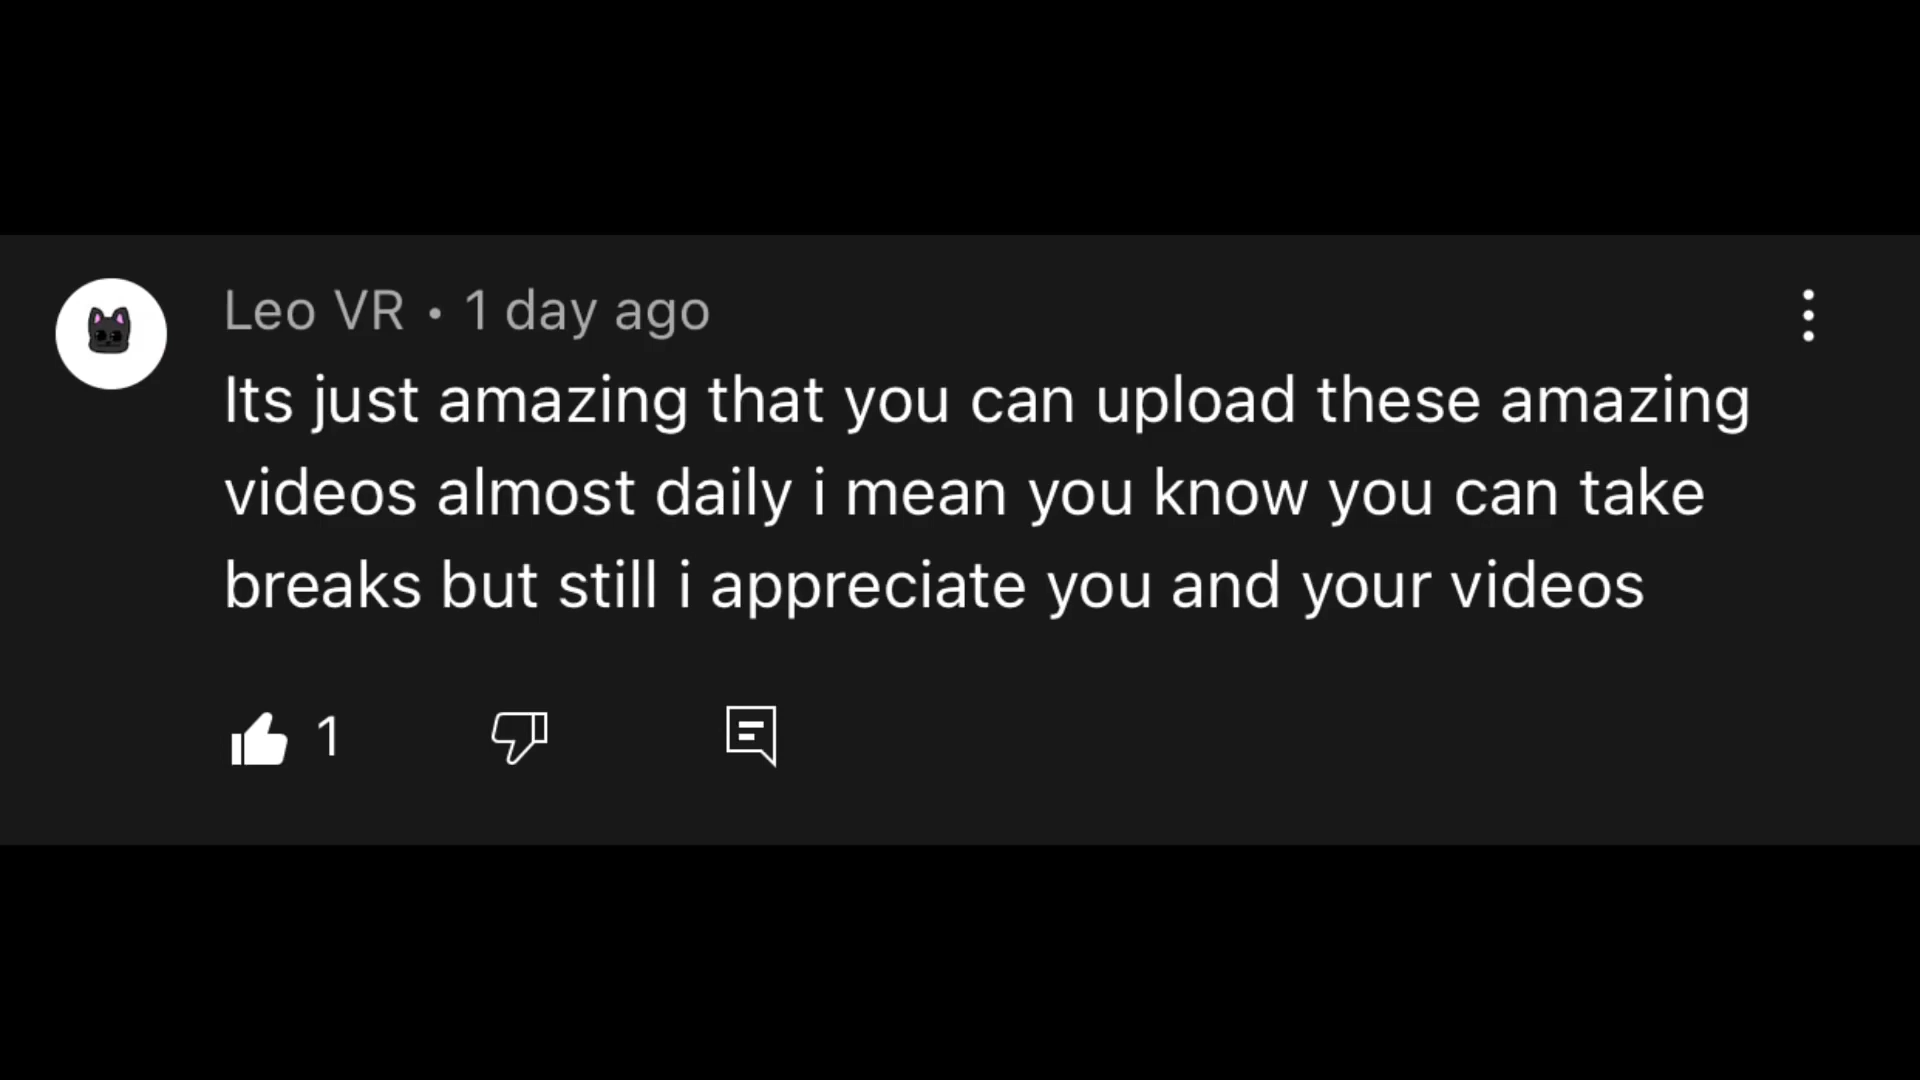 Leo VR • 1 day ago
Its just amazing that you can upload these amazing
videos almost daily i mean you know you can take
breaks but still i appreciate you and your videos
1